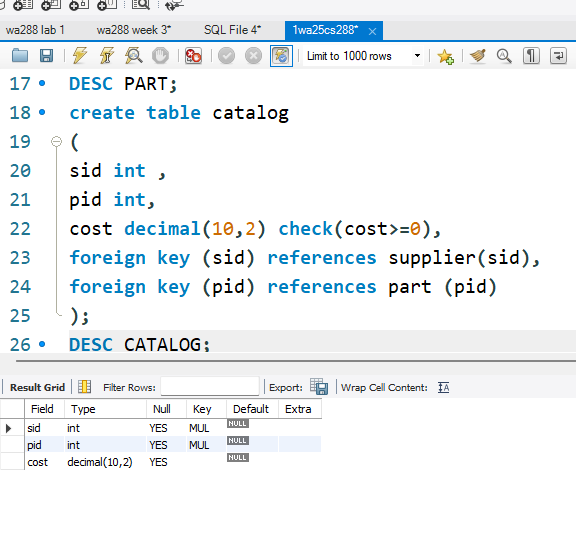 wa288 lab 1 wa288 week 3* SQL File 4* 1wa25cs288* ×
Limit to 1000 rows
17 DESC PART;
18 create table catalog
19 (
20 sid int ,
21 pid int,
22 cost decimal(10,2) check(cost>=0),
23 foreign key (sid) references supplier(sid),
24 foreign key (pid) references part (pid)
25 );
26 DESC CATALOG;
Result Grid Filter Rows: Export: Wrap Cell Content: IA
Field Type Null Key Default Extra
sid int YES MUL NULL
pid int YES MUL NULL
cost decimal(10,2) YES NULL